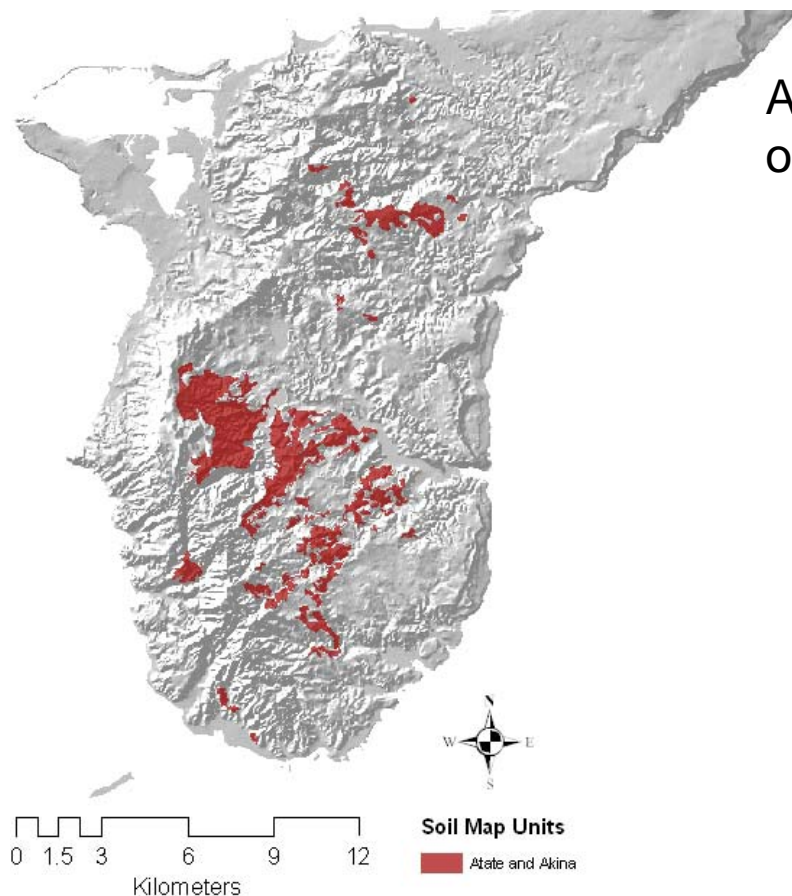 A
o
N
W E
S
0 1.5 3 6 9 12
Kilometers
Soil Map Units
Atate and Akina